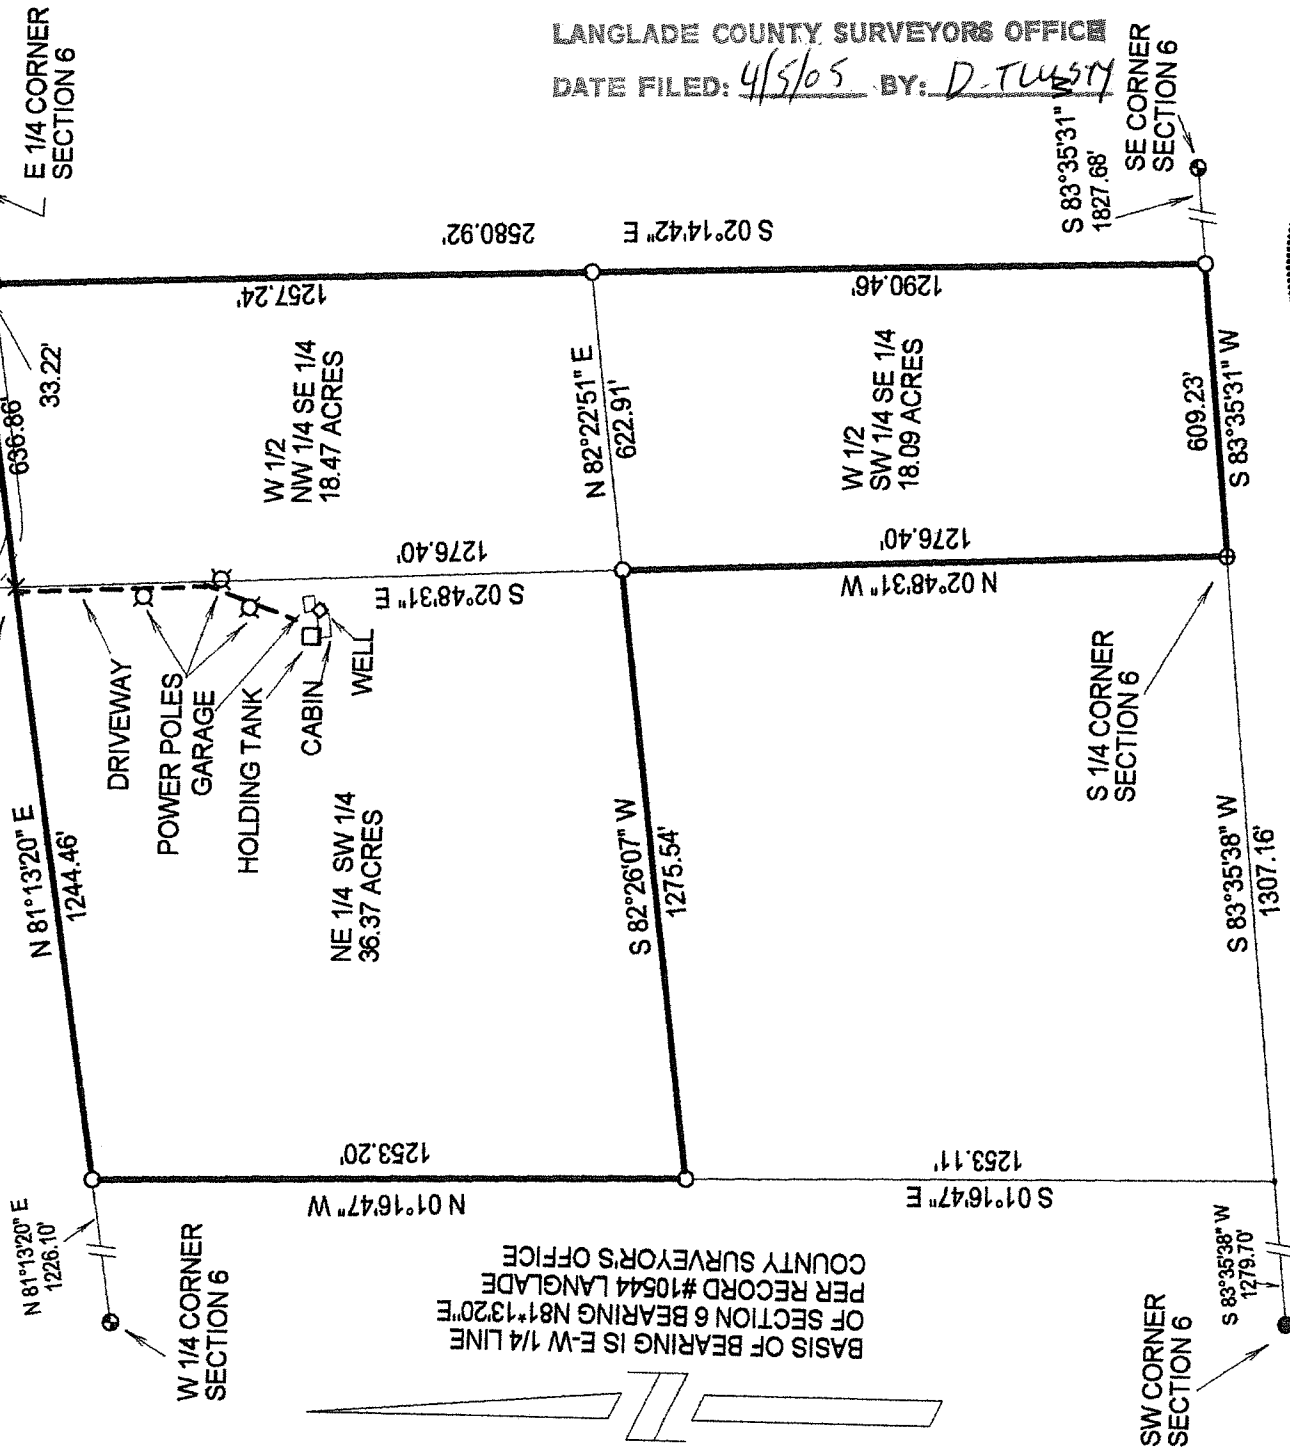 LANGLADE COUNTY SURVEYORS OFFICE
DATE FILED: 4/5/05 BY: D. TLUSTY
E 1/4 CORNER
SECTION 6
SE CORNER
SECTION 6
S 83°35'31" W
1827.68'
2580.92'
S 02°14'42" E
636.86'
33.22'
1257.24'
1290.46'
W 1/2
NW 1/4 SE 1/4
18.47 ACRES
N 82°22'51" E
622.91'
W 1/2
SW 1/4 SE 1/4
18.09 ACRES
609.23'
S 83°35'31" W
1276.40'
S 02°48'31" E
1276.40'
N 02°48'31" W
DRIVEWAY
POWER POLES
GARAGE
HOLDING TANK
CABIN
WELL
N 81°13'20" E
1244.46'
NE 1/4 SW 1/4
36.37 ACRES
S 82°26'07" W
1275.54'
S 1/4 CORNER
SECTION 6
S 83°35'38" W
1307.16'
1253.20'
N 01°16'47" W
1253.11'
S 01°16'47" E
N 81°13'20" E
1226.10'
W 1/4 CORNER
SECTION 6
BASIS OF BEARING IS E-W 1/4 LINE
OF SECTION 6 BEARING N81°13'20"E
PER RECORD #10544 LANGLADE
COUNTY SURVEYOR'S OFFICE
S 83°35'38" W
1279.70'
SW CORNER
SECTION 6